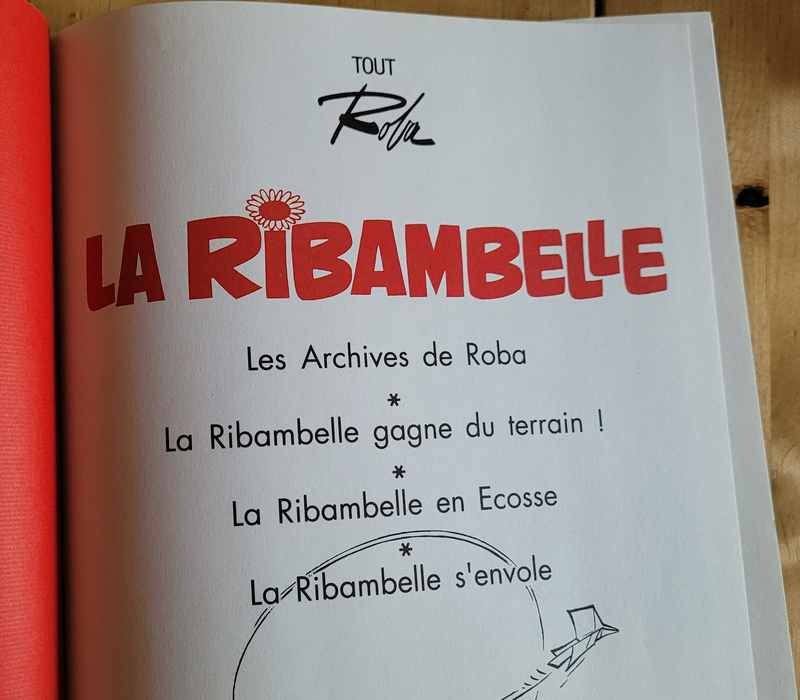 TOUT
Roba
LA RIBAMBELLE
Les Archives de Roba
*
La Ribambelle gagne du terrain !
*
La Ribambelle en Ecosse
*
La Ribambelle s'envole